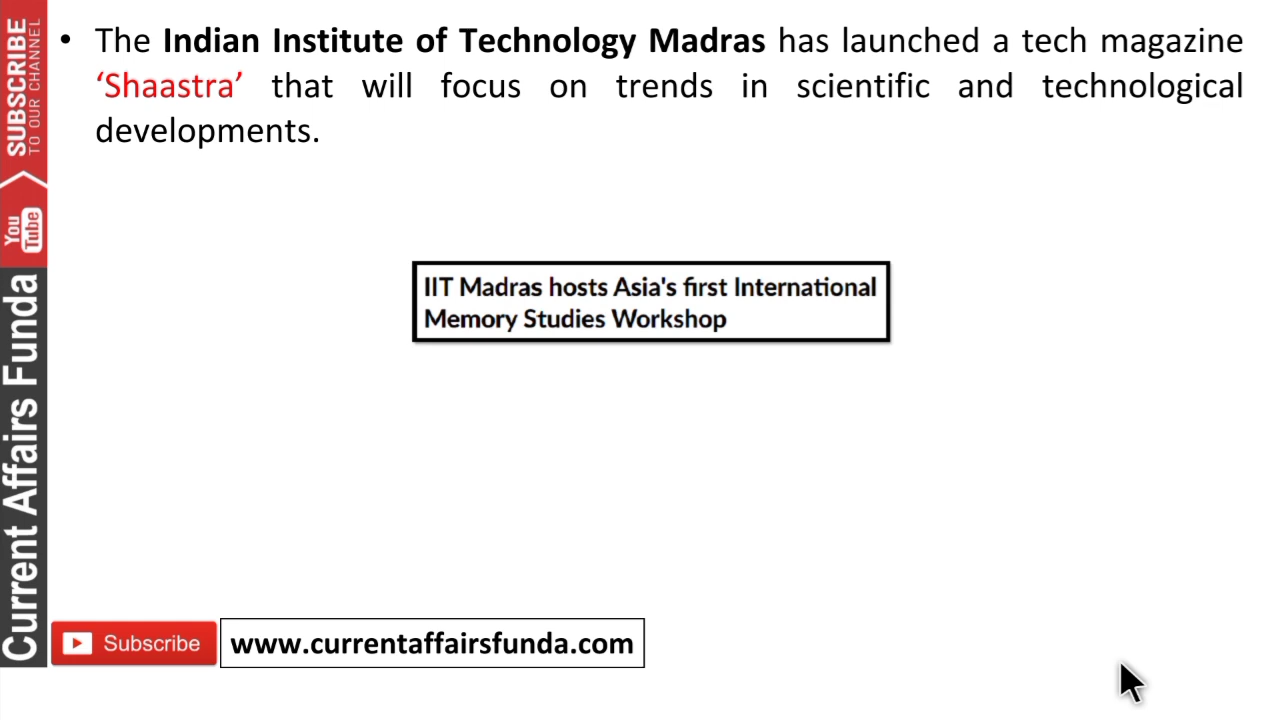 SUBSCRIBE
TO OUR CHANNEL
You
Tube
Current Affairs Funda
• The Indian Institute of Technology Madras has launched a tech magazine
‘Shaastra’ that will focus on trends in scientific and technological
developments.
IIT Madras hosts Asia's first International
Memory Studies Workshop
Subscribe
www.currentaffairsfunda.com